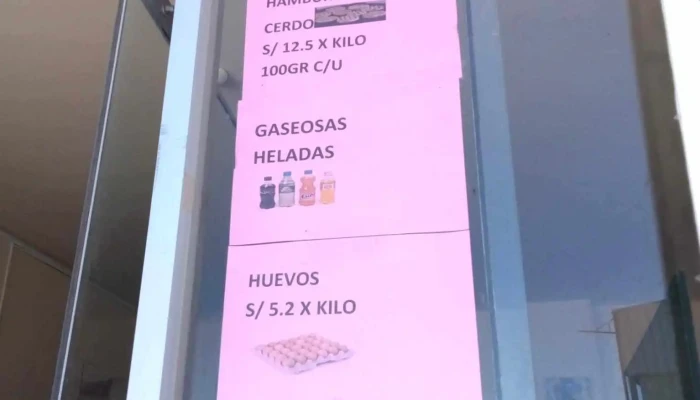 CERDO
S/ 12.5 X KILO
100GR C/U
GASEOSAS
HELADAS
HUEVOS
S/ 5.2 X KILO